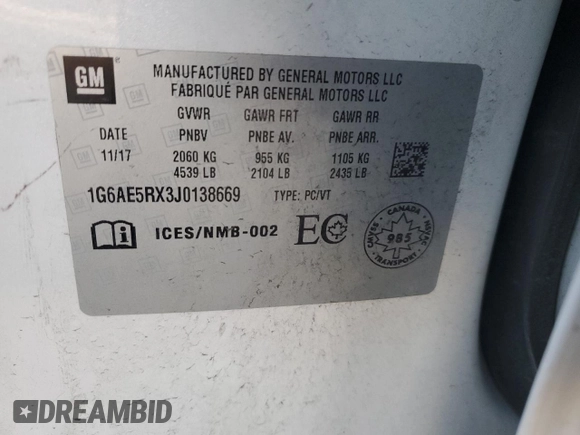 GM
MANUFACTURED BY GENERAL MOTORS LLC
FABRIQUÉ PAR GENERAL MOTORS LLC
GVWR GAWR FRT GAWR RR
DATE PNBV PNBE AV. PNBE ARR.
11/17 2060 KG 955 KG 1105 KG
4539 LB 2104 LB 2435 LB
1G6AE5RX3J0138669 TYPE: PC/VT
ICES/NMB-002 EC
CANADA
985
TRANSPORT
DREAMBID